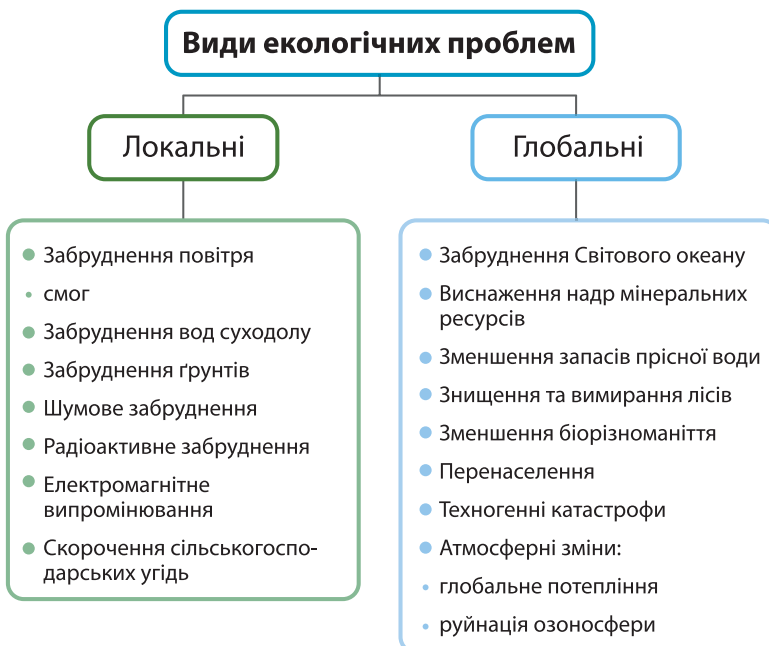 Види екологічних проблем
Локальні
Забруднення повітря
смог
Забруднення вод суходолу
Забруднення ґрунтів
Шумове забруднення
Радіоактивне забруднення
Електромагнітне
випромінювання
Скорочення сільськогоспо-
дарських угідь
Глобальні
Забруднення Світового океану
Виснаження надр мінеральних
ресурсів
Зменшення запасів прісної води
Знищення та вимирання лісів
Зменшення біорізноманіття
Перенаселення
Техногенні катастрофи
Атмосферні зміни:
глобальне потепління
руйнація озоносфери